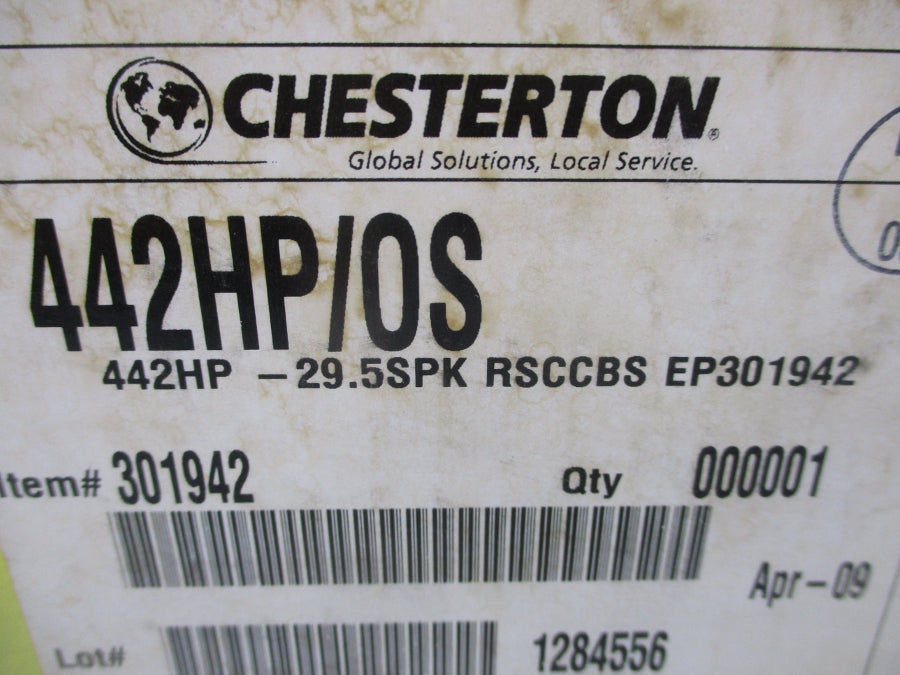 CHESTERTON®
Global Solutions, Local Service.
442HP/OS
442HP -29.5SPK RSCCBS EP301942
Item# 301942 Qty 000001
Apr-09
Lot# 1284556